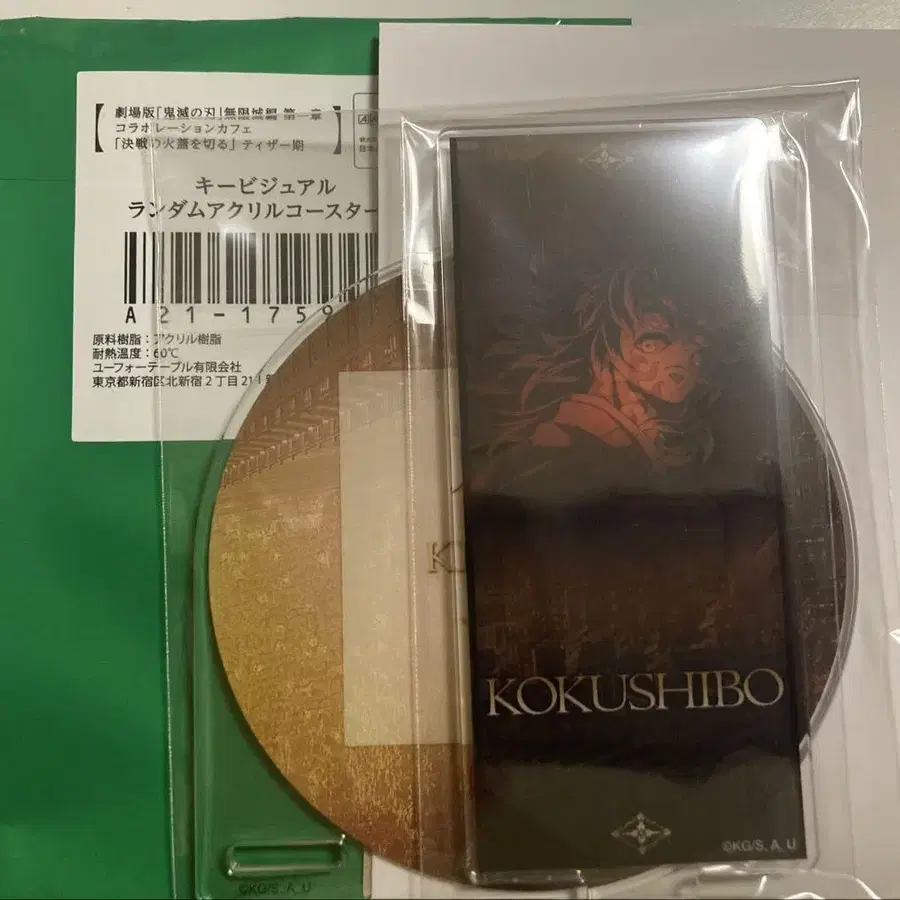 劇場版「鬼滅の刃」無限城編 第一章
コラボレーションカフェ
「決戦の火蓋を切る」ティザー期
キービジュアル
ランダムアクリルコースター
A 21-1759
原料樹脂：アクリル樹脂
耐熱温度：60℃
ユーフォーテーブル有限会社
東京都新宿区北新宿2丁目21
KOKUSHIBO
©KG/S, A, U
©KG/S, A, U